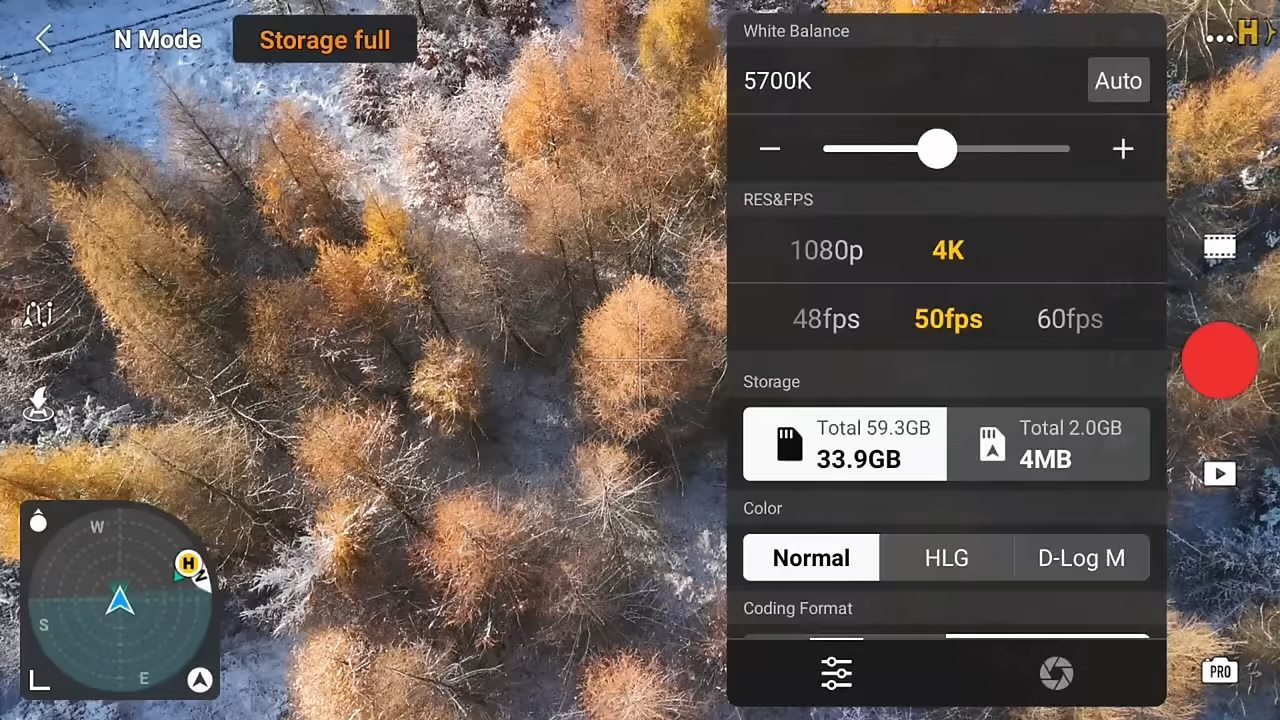 N Mode
Storage full
White Balance
H
5700K
Auto
RES&FPS
1080p
4K
48fps
50fps
60fps
Storage
Total 59.3GB
33.9GB
Total 2.0GB
4MB
Color
Normal
HLG
D-Log M
Coding Format
W
H
N
S
E
PRO